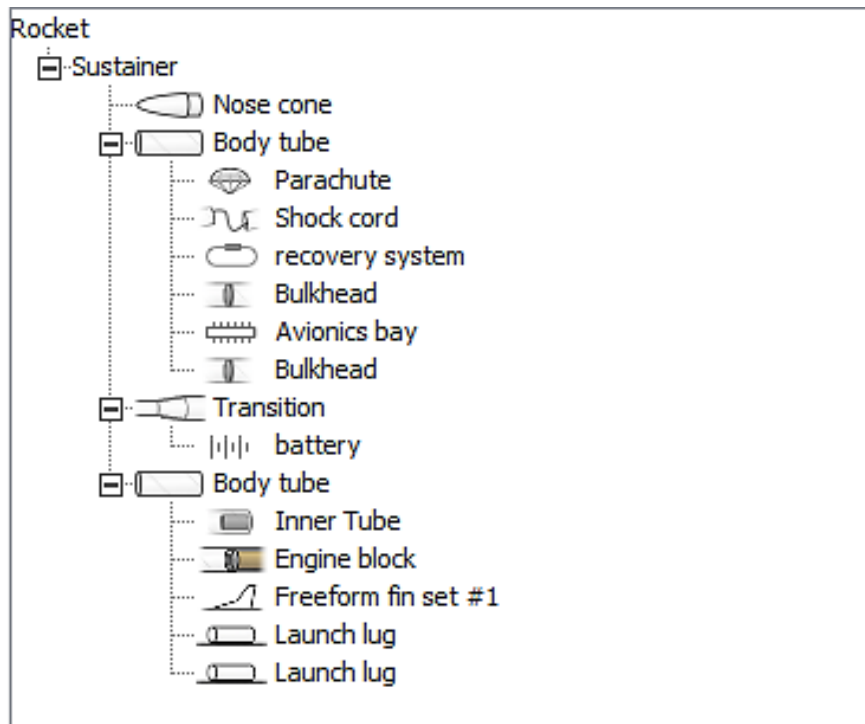 Rocket
Sustainer
Nose cone
Body tube
Parachute
Shock cord
recovery system
Bulkhead
Avionics bay
Bulkhead
Transition
battery
Body tube
Inner Tube
Engine block
Freeform fin set #1
Launch lug
Launch lug